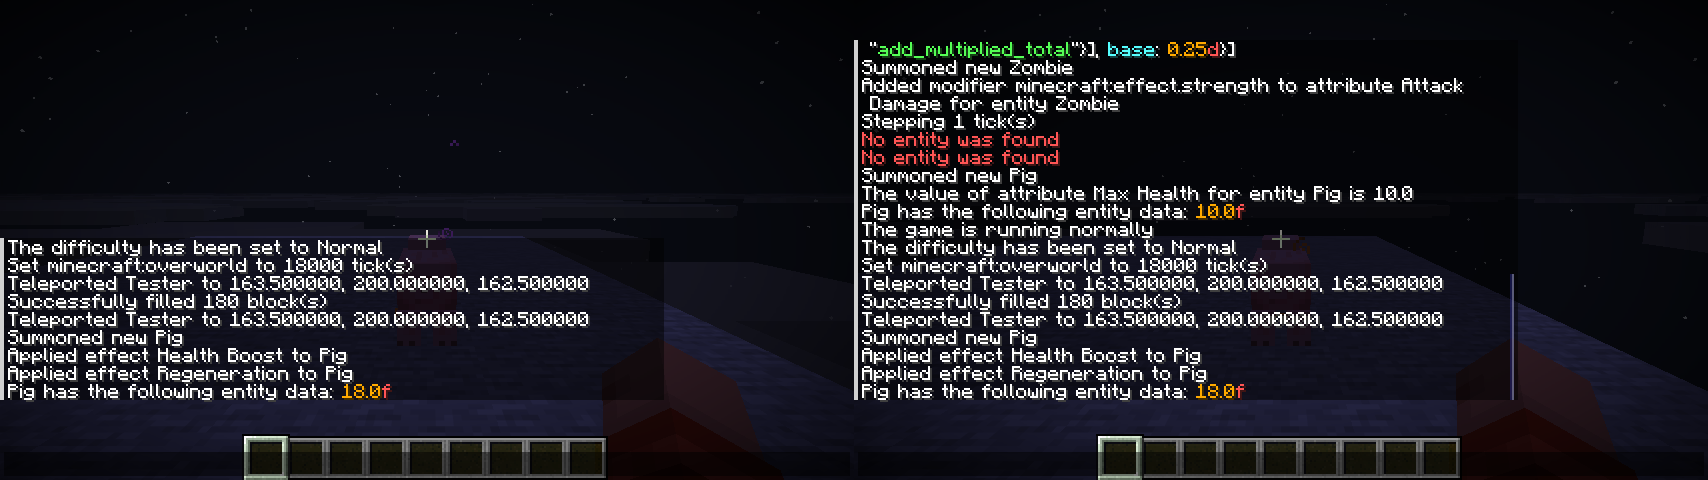 The difficulty has been set to Normal
Set minecraft:overworld to 18000 tick(s)
Teleported Tester to 163.500000, 200.000000, 162.500000
Successfully filled 180 block(s)
Teleported Tester to 163.500000, 200.000000, 162.500000
Summoned new Pig
Applied effect Health Boost to Pig
Applied effect Regeneration to Pig
Pig has the following entity data: 18.0f
"add_multiplied_total"}], base: 0.25d}]
Summoned new Zombie
Added modifier minecraft:effect.strength to attribute Attack
Damage for entity Zombie
Stepping 1 tick(s)
No entity was found
No entity was found
Summoned new Pig
The value of attribute Max Health for entity Pig is 10.0
Pig has the following entity data: 10.0f
The game is running normally
The difficulty has been set to Normal
Set minecraft:overworld to 18000 tick(s)
Teleported Tester to 163.500000, 200.000000, 162.500000
Successfully filled 180 block(s)
Teleported Tester to 163.500000, 200.000000, 162.500000
Summoned new Pig
Applied effect Health Boost to Pig
Applied effect Regeneration to Pig
Pig has the following entity data: 18.0f